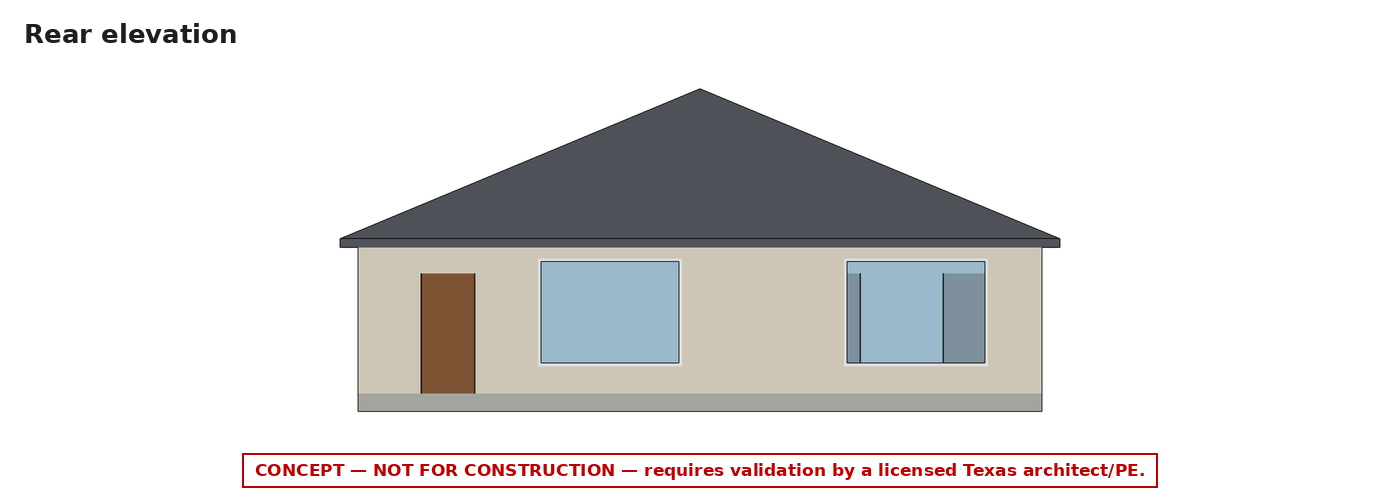 Rear elevation
CONCEPT — NOT FOR CONSTRUCTION — requires validation by a licensed Texas architect/PE.